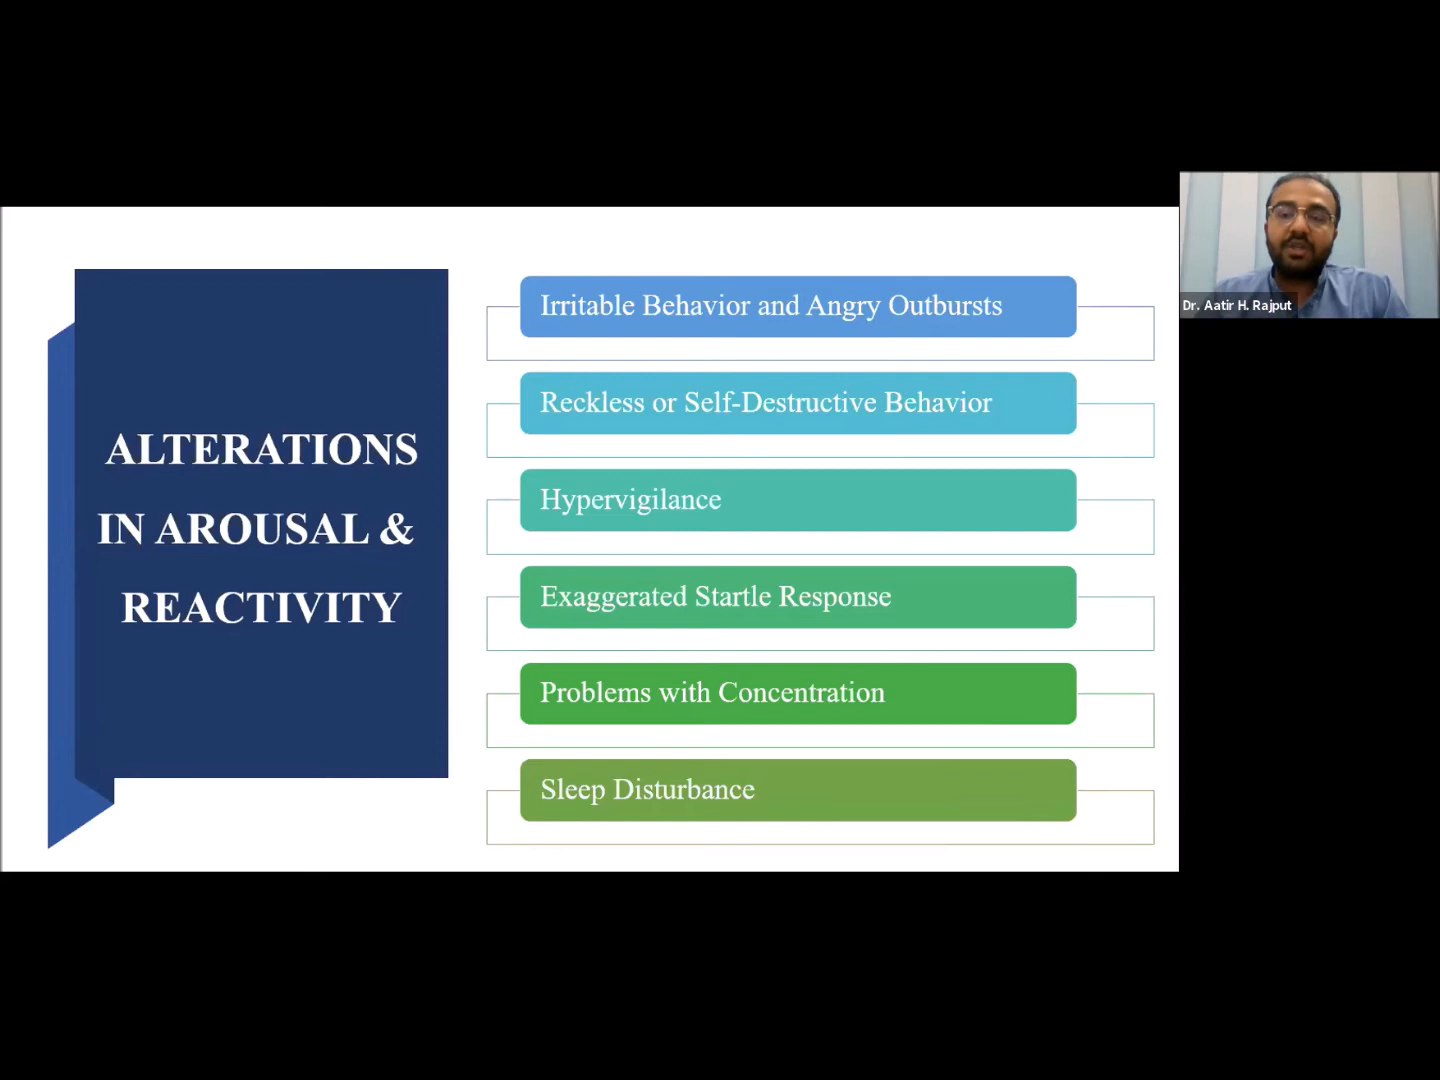 ALTERATIONS
IN AROUSAL &
REACTIVITY
Irritable Behavior and Angry Outbursts
Reckless or Self-Destructive Behavior
Hypervigilance
Exaggerated Startle Response
Problems with Concentration
Sleep Disturbance
Dr. Aatir H. Rajput